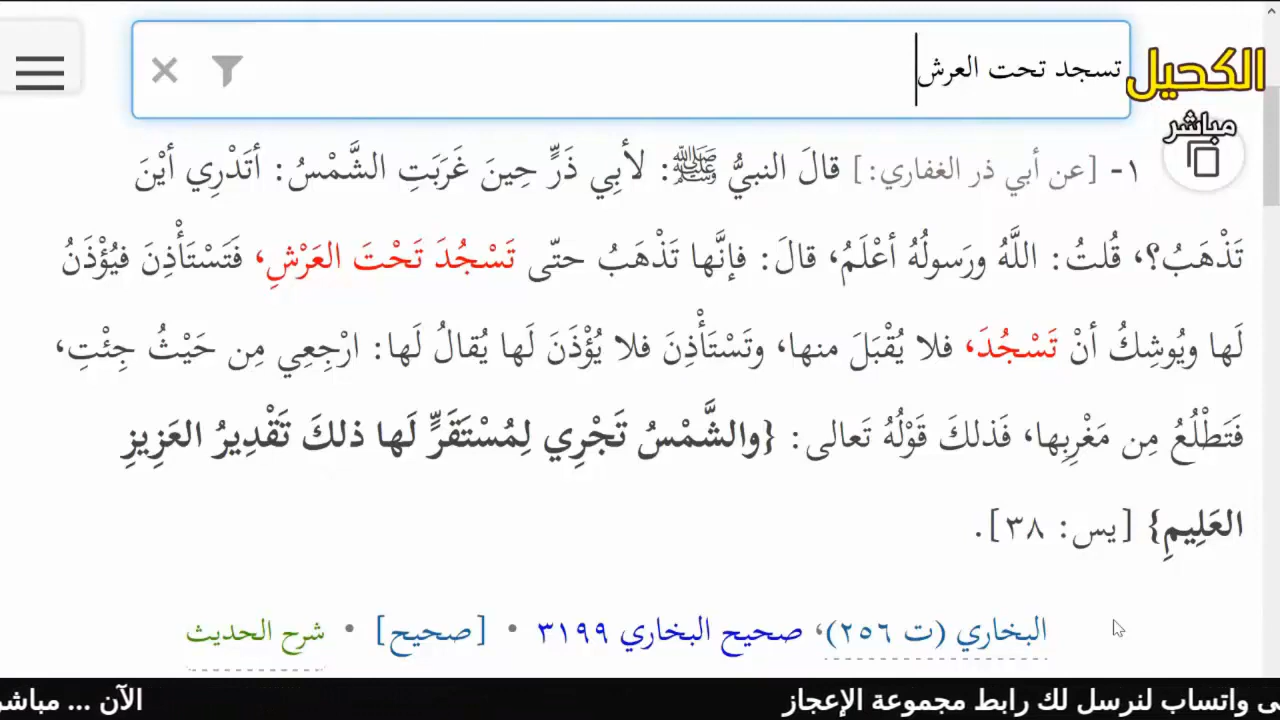 تسجد تحت العرش
الكحيل
مباشر
١- [عن أبي ذر الغفاري:] قالَ النبيُّ ﷺ: لأبِي ذَرٍّ حِينَ غَرَبَتِ الشَّمْسُ: أتَدْرِي أيْنَ
تَذْهَبُ؟، قُلتُ: اللَّهُ ورَسولُهُ أعْلَمُ، قالَ: فإنَّها تَذْهَبُ حتّى تَسْجُدَ تَحْتَ العَرْشِ، فَتَسْتَأْذِنَ فيُؤْذَنُ
لَها ويُوشِكُ أنْ تَسْجُدَ، فلا يُقْبَلَ منها، وتَسْتَأْذِنَ فلا يُؤْذَنَ لَها يُقالُ لَها: ارْجِعِي مِن حَيْثُ جِئْتِ،
فَتَطْلُعُ مِن مَغْرِبِها، فَذلكَ قَوْلُهُ تَعالى: {والشَّمْسُ تَجْرِي لِمُسْتَقَرٍّ لَها ذلكَ تَقْدِيرُ العَزِيزِ
العَلِيمِ} [يس: ٣٨].
البخاري (ت ٢٥٦)، صحيح البخاري ٣١٩٩ • [صحيح] • شرح الحديث
واتساب لنرسل لك رابط مجموعة الإعجاز
الآن ... مباشر